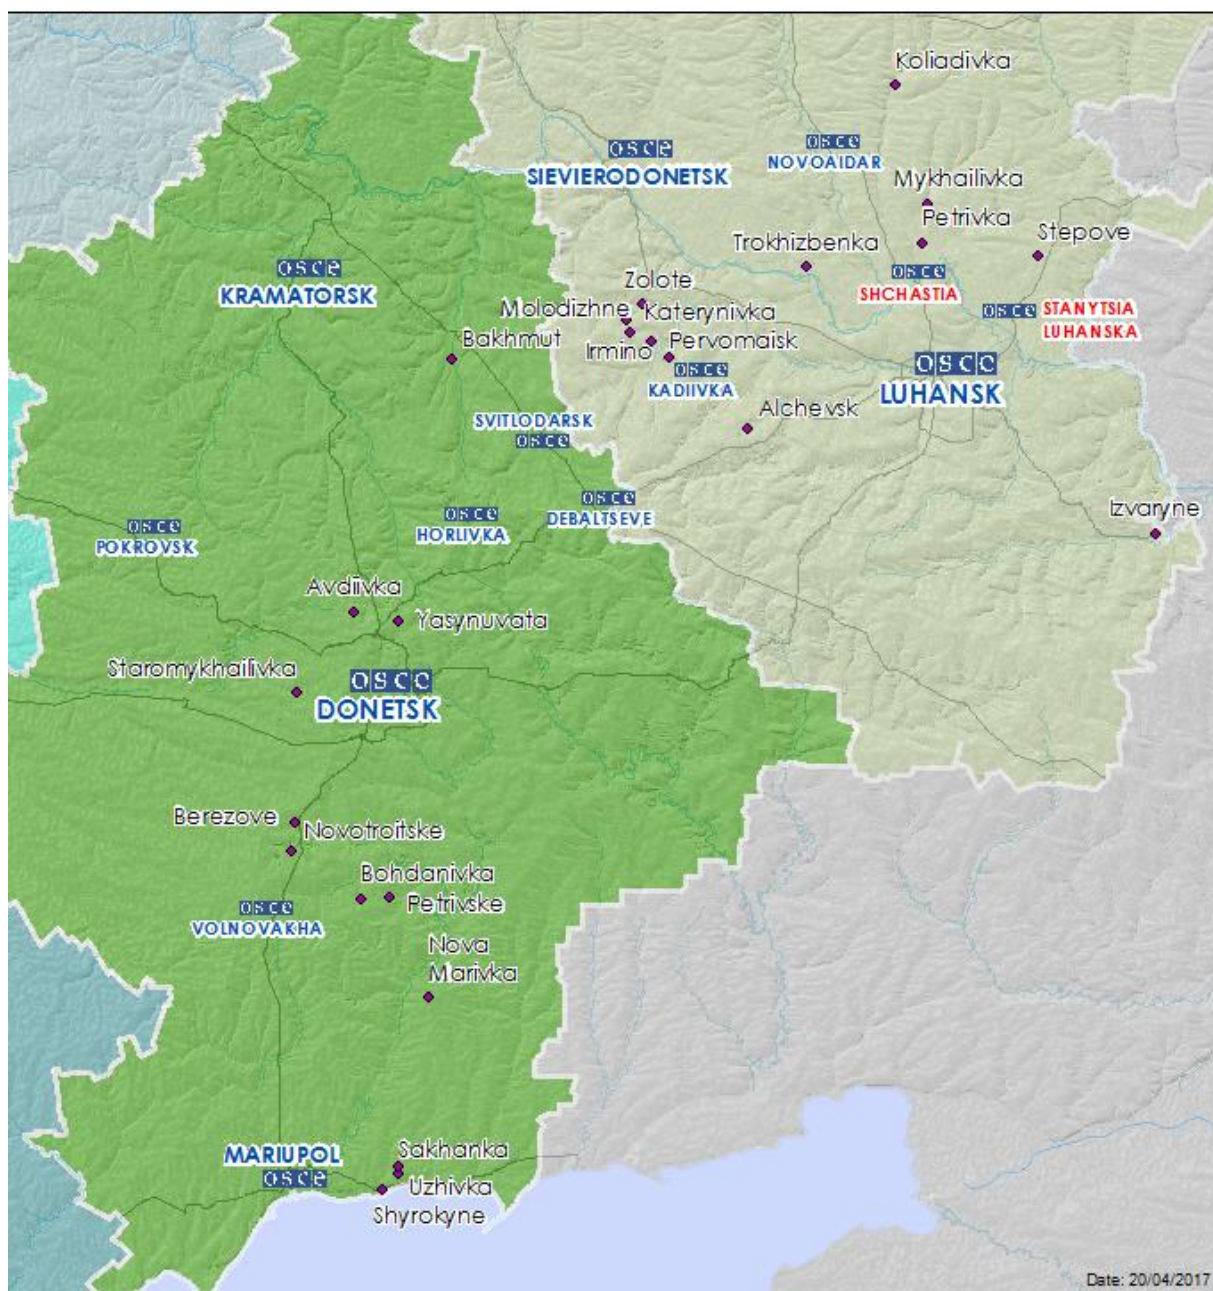 Koliadivka
osce
NOVOAIDAR
osce
SIEVIERODONETSK
Mykhailivka
Petrivka
Trokhizbenka
Stepove
osce
KRAMATORSK
osce
SHCHASTIA
Zolote
Molodizhne
Katerynivka
osce
STANYTSIA
LUHANSKA
Bakhmut
Irmino
Pervomaisk
osce
KADIIVKA
osce
LUHANSK
Alchevsk
SVITLODARSK
osce
osce
DEBALTSEVE
osce
HORLIVKA
osce
POKROVSK
Izvaryne
Avdiivka
Yasynuvata
Staromykhailivka
osce
DONETSK
Berezove
Novotroitske
Bohdanivka
Petrivske
osce
VOLNOVAKHA
Nova
Marivka
MARIUPOL
osce
Sakhanka
Uzhivka
Shyrokyne
Date: 20/04/2017